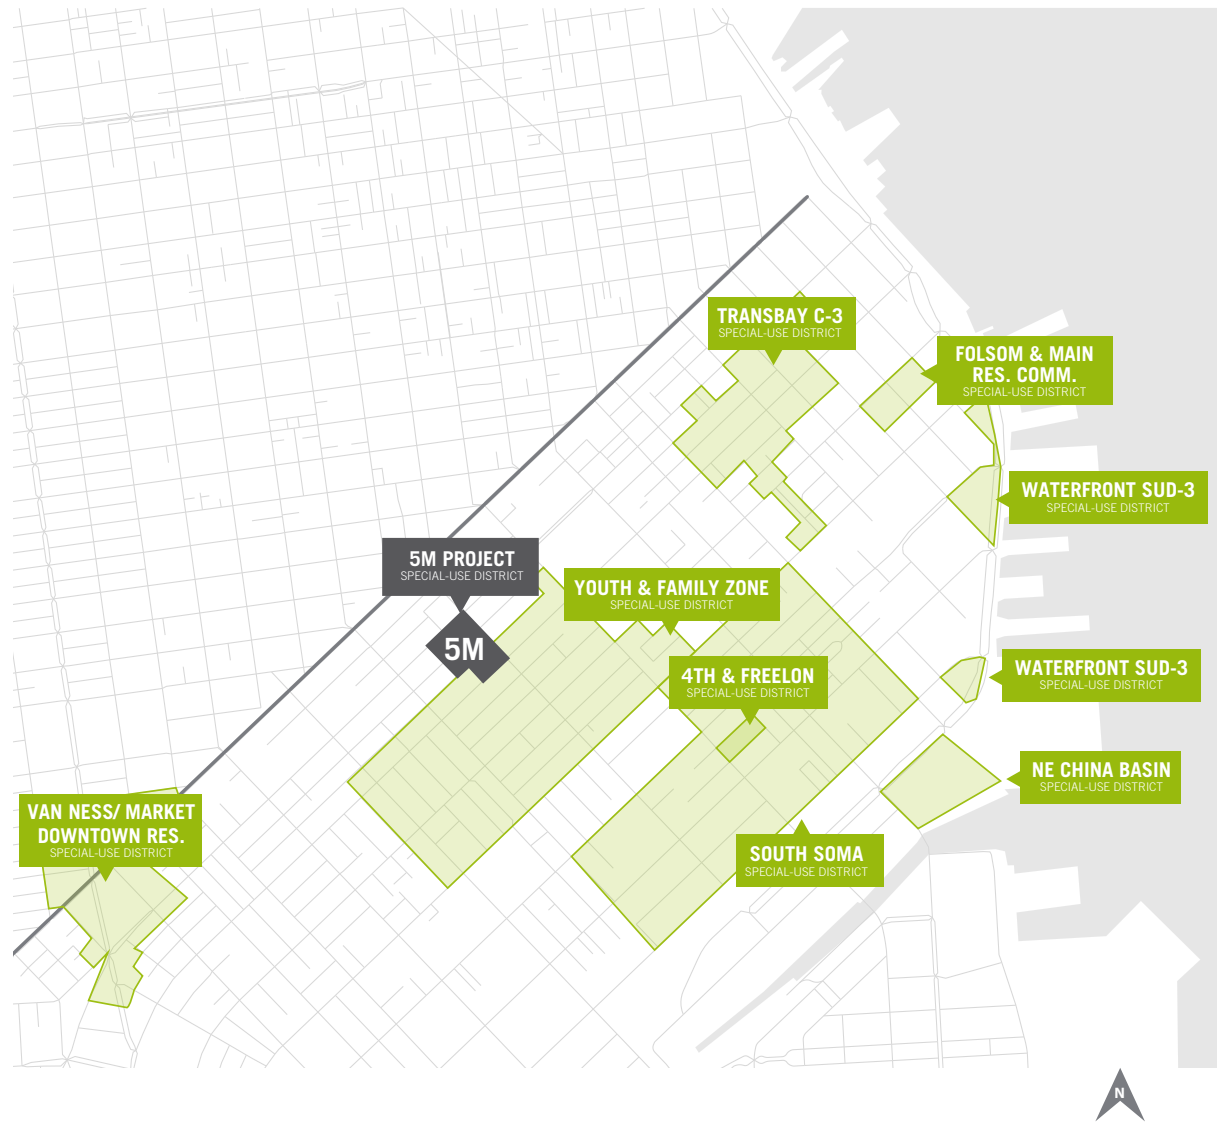 TRANSBAY C-3
SPECIAL-USE DISTRICT
FOLSOM & MAIN
RES. COMM.
SPECIAL-USE DISTRICT
WATERFRONT SUD-3
SPECIAL-USE DISTRICT
5M PROJECT
SPECIAL-USE DISTRICT
5M
YOUTH & FAMILY ZONE
SPECIAL-USE DISTRICT
4TH & FREELON
SPECIAL-USE DISTRICT
WATERFRONT SUD-3
SPECIAL-USE DISTRICT
NE CHINA BASIN
SPECIAL-USE DISTRICT
VAN NESS/ MARKET
DOWNTOWN RES.
SPECIAL-USE DISTRICT
SOUTH SOMA
SPECIAL-USE DISTRICT
N